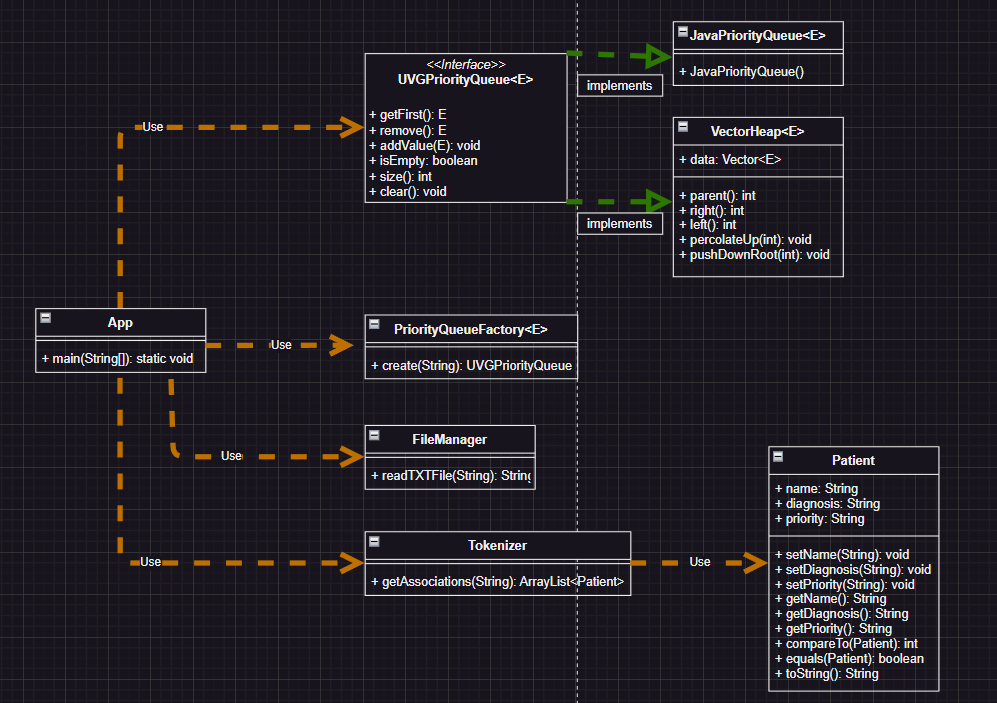 <<Interface>>
UVGPriorityQueue<E>
+ getFirst(): E
+ remove(): E
+ addValue(E): void
+ isEmpty: boolean
+ size(): int
+ clear(): void
implements
JavaPriorityQueue<E>
+ JavaPriorityQueue()
VectorHeap<E>
+ data: Vector<E>
+ parent(): int
+ right(): int
+ left(): int
+ percolateUp(int): void
+ pushDownRoot(int): void
implements
Use
App
+ main(String[]): static void
Use
PriorityQueueFactory<E>
+ create(String): UVGPriorityQueue
Use
FileManager
+ readTXTFile(String): String
Use
Tokenizer
+ getAssociations(String): ArrayList<Patient>
Use
Patient
+ name: String
+ diagnosis: String
+ priority: String
+ setName(String): void
+ setDiagnosis(String): void
+ setPriority(String): void
+ getName(): String
+ getDiagnosis(): String
+ getPriority(): String
+ compareTo(Patient): int
+ equals(Patient): boolean
+ toString(): String